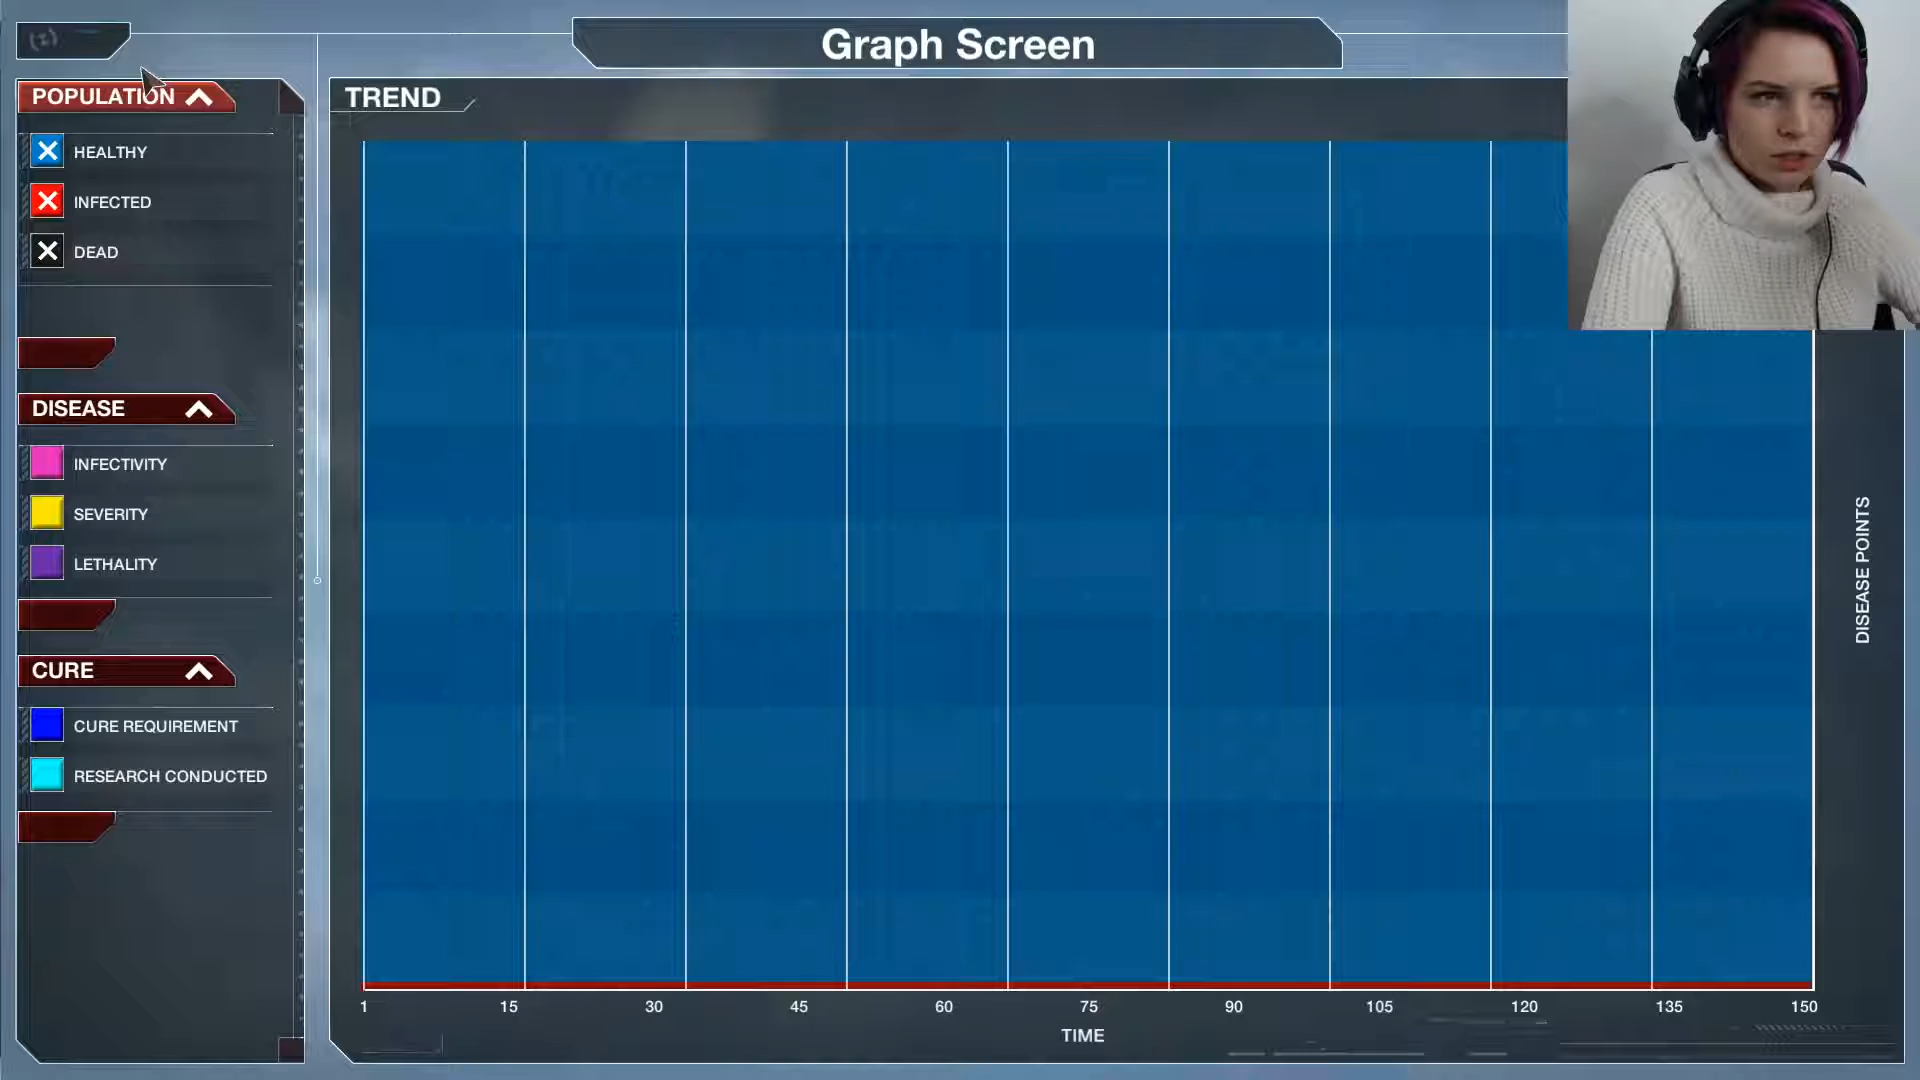 Graph Screen
POPULATION
HEALTHY
INFECTED
DEAD
DISEASE
INFECTIVITY
SEVERITY
LETHALITY
CURE
CURE REQUIREMENT
RESEARCH CONDUCTED
TREND
1 15 30 45 60 75 90 105 120 135 150
TIME
DISEASE POINTS